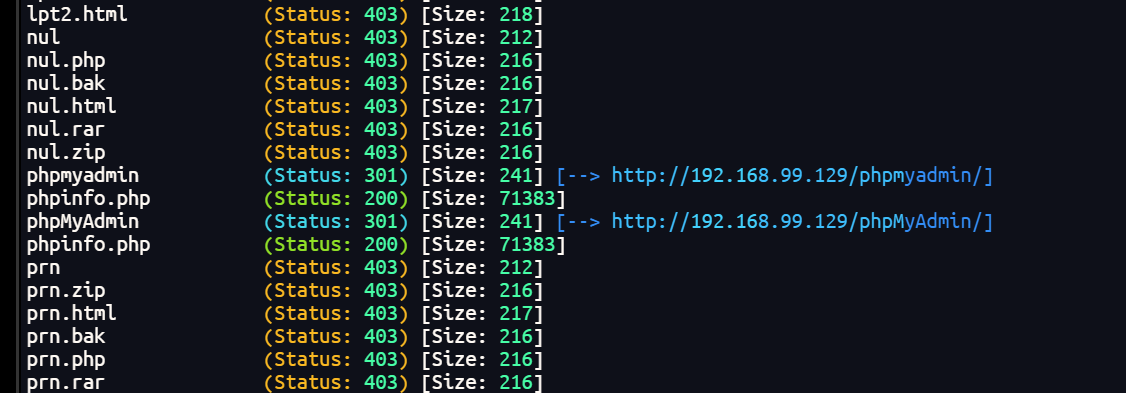 lpt2.html (Status: 403) [Size: 218]
nul (Status: 403) [Size: 212]
nul.php (Status: 403) [Size: 216]
nul.bak (Status: 403) [Size: 216]
nul.html (Status: 403) [Size: 217]
nul.rar (Status: 403) [Size: 216]
nul.zip (Status: 403) [Size: 216]
phpmyadmin (Status: 301) [Size: 241] [--> http://192.168.99.129/phpmyadmin/]
phpinfo.php (Status: 200) [Size: 71383]
phpMyAdmin (Status: 301) [Size: 241] [--> http://192.168.99.129/phpMyAdmin/]
phpinfo.php (Status: 200) [Size: 71383]
prn (Status: 403) [Size: 212]
prn.zip (Status: 403) [Size: 216]
prn.html (Status: 403) [Size: 217]
prn.bak (Status: 403) [Size: 216]
prn.php (Status: 403) [Size: 216]
prn.rar (Status: 403) [Size: 216]